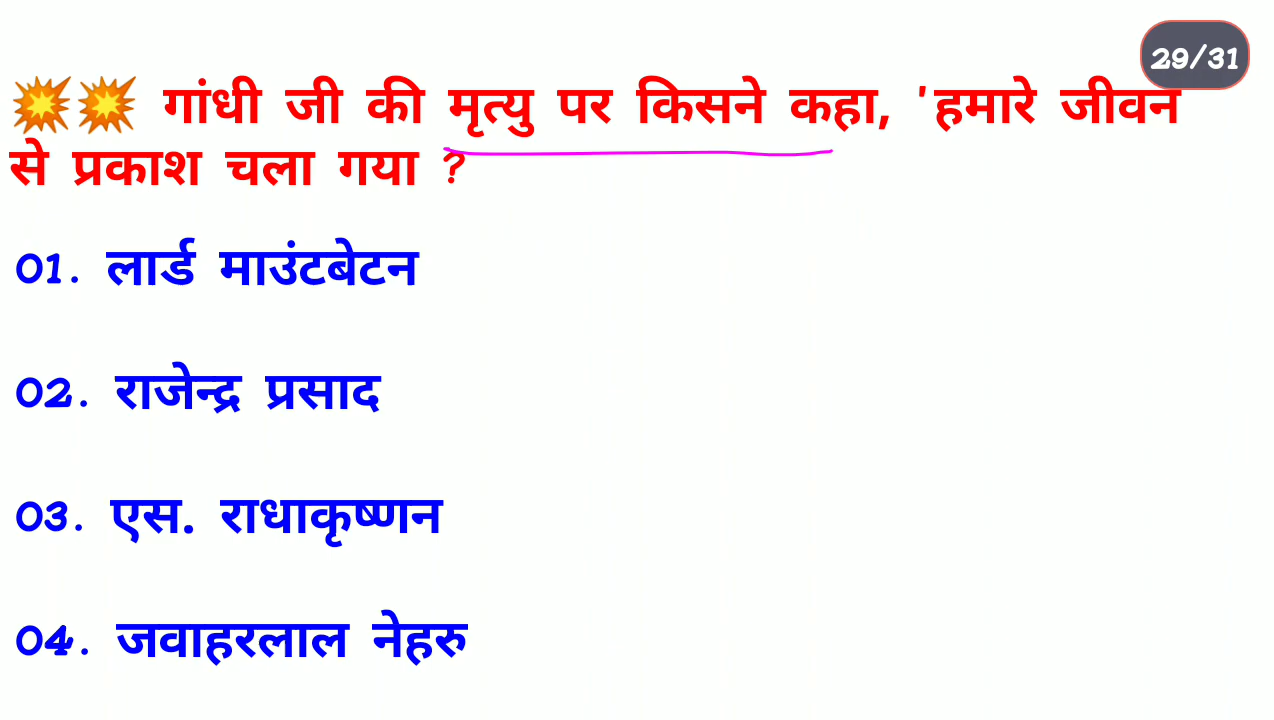 29/31
💥💥 गांधी जी की मृत्यु पर किसने कहा, 'हमारे जीवन
से प्रकाश चला गया ?
01. लार्ड माउंटबेटन
02. राजेन्द्र प्रसाद
03. एस. राधाकृष्णन
04. जवाहरलाल नेहरु